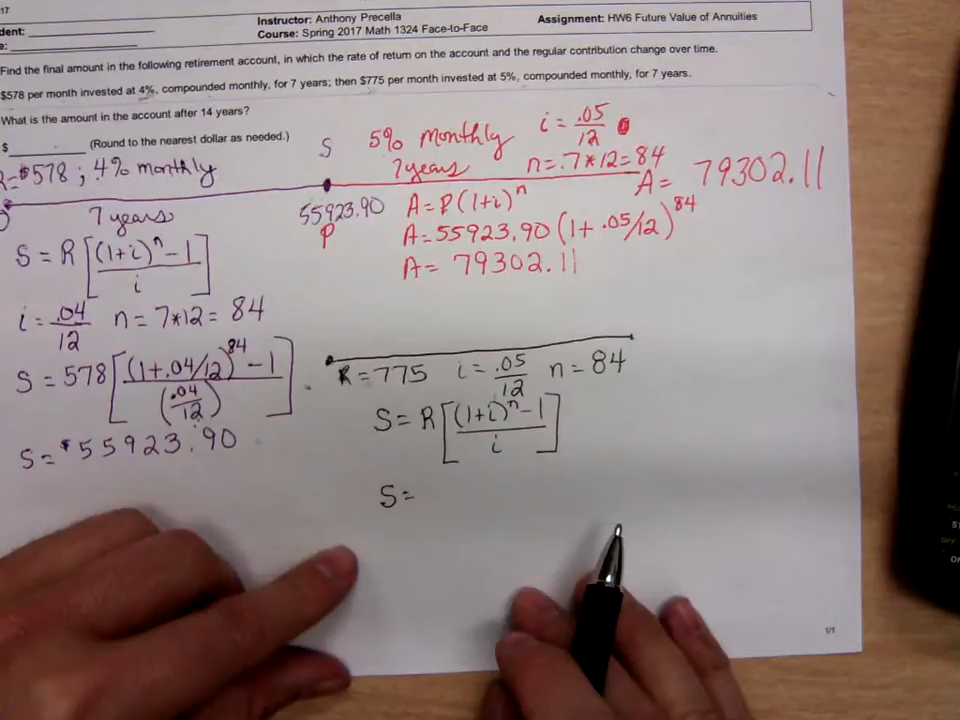 17
Instructor: Anthony Precella
Assignment: HW6 Future Value of Annuities
dent:
Course: Spring 2017 Math 1324 Face-to-Face
e:
Find the final amount in the following retirement account, in which the rate of return on the account and the regular contribution change over time.
$578 per month invested at 4%, compounded monthly, for 7 years; then $775 per month invested at 5%, compounded monthly, for 7 years.
What is the amount in the account after 14 years?
$ (Round to the nearest dollar as needed.)
R=$578 ; 4% monthly
7 years
S = R[((1+i)^n - 1)/i]
i = .04/12 n = 7*12 = 84
S = 578[((1+.04/12)^84 - 1)/(.04/12)]
S = $55923.90
S 5% monthly i = .05/12
7 years n = .7*12 = 84
A = 79302.11
55923.90 A = P(1+i)^n
P
A = 55923.90(1+ .05/12)^84
A = 79302.11
R = 775 i = .05/12 n = 84
S = R[((1+i)^n - 1)/i]
S =
1/1